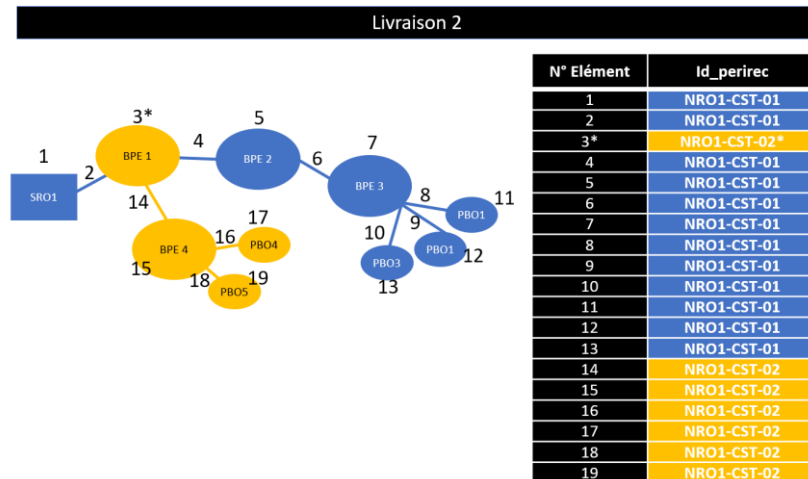 Livraison 2
3*
5
1
4
7
BPE 1
BPE 2
2
6
BPE 3
8
11
SRO1
PBO1
14
17
10
9
16
PBO4
PBO1
BPE 4
12
15
19
PBO3
18
13
PBO5
N° Elément Id_perirec
1 NRO1-CST-01
2 NRO1-CST-01
3* NRO1-CST-02*
4 NRO1-CST-01
5 NRO1-CST-01
6 NRO1-CST-01
7 NRO1-CST-01
8 NRO1-CST-01
9 NRO1-CST-01
10 NRO1-CST-01
11 NRO1-CST-01
12 NRO1-CST-01
13 NRO1-CST-01
14 NRO1-CST-02
15 NRO1-CST-02
16 NRO1-CST-02
17 NRO1-CST-02
18 NRO1-CST-02
19 NRO1-CST-02